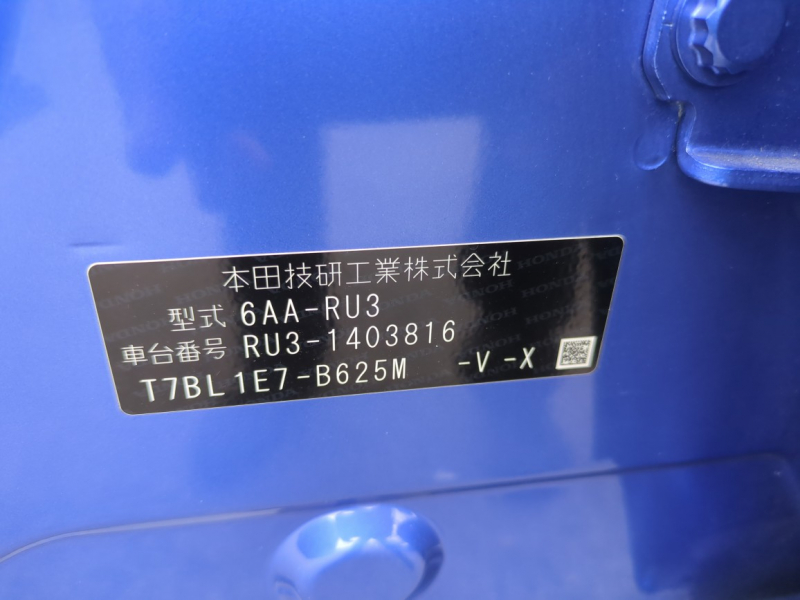 本田技研工業株式会社
型式 6AA-RU3
車台番号 RU3-1403816
T7BL1E7-B625M -V -X